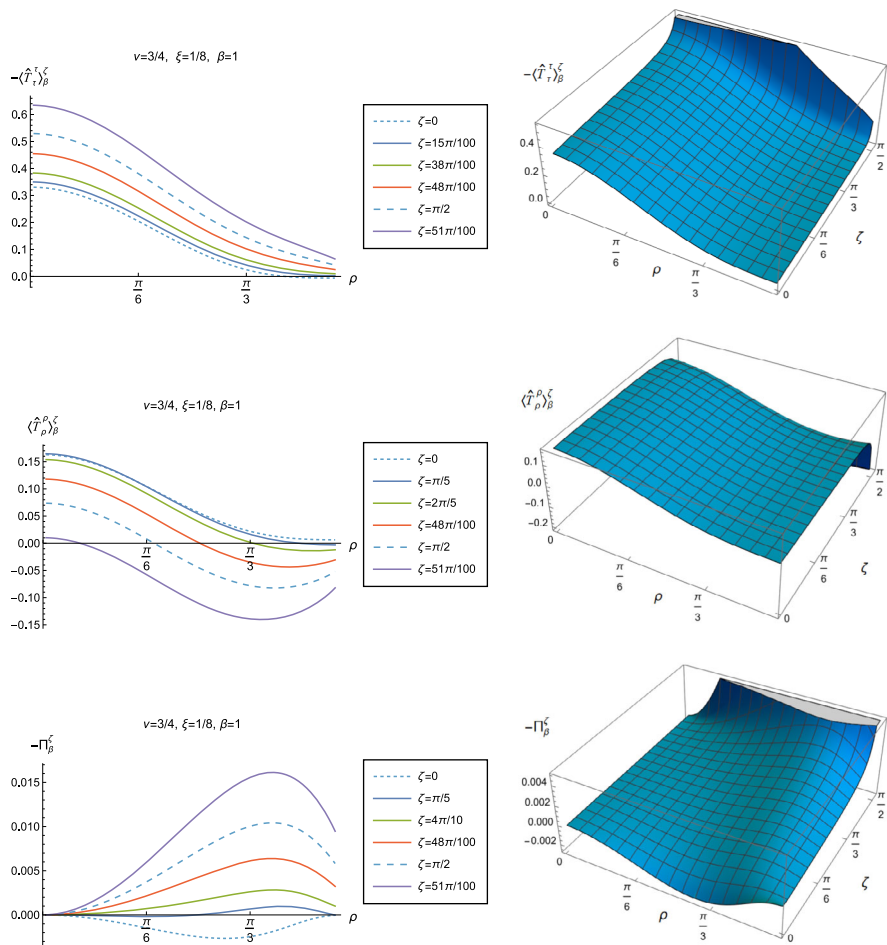 ν=3/4, ξ=1/8, β=1
−⟨T̂_τ^τ⟩_β^ζ
0.6
0.5
0.4
0.3
0.2
0.1
0.0
π/6
π/3
ρ
ζ=0
ζ=15π/100
ζ=38π/100
ζ=48π/100
ζ=π/2
ζ=51π/100
−⟨T̂_τ^τ⟩_β^ζ
0.4
0.2
0.0
0
π/6
ρ
π/3
0
π/6
ζ
π/3
π/2
ν=3/4, ξ=1/8, β=1
⟨T̂_ρ^ρ⟩_β^ζ
0.15
0.10
0.05
0.00
−0.05
−0.10
−0.15
π/6
π/3
ρ
ζ=0
ζ=π/5
ζ=2π/5
ζ=48π/100
ζ=π/2
ζ=51π/100
⟨T̂_ρ^ρ⟩_β^ζ
0.1
0.0
−0.1
−0.2
0
π/6
ρ
π/3
0
π/6
ζ
π/3
π/2
ν=3/4, ξ=1/8, β=1
−Π_β^ζ
0.015
0.010
0.005
0.000
π/6
π/3
ρ
ζ=0
ζ=π/5
ζ=4π/10
ζ=48π/100
ζ=π/2
ζ=51π/100
−Π_β^ζ
0.004
0.002
0.000
−0.002
0
π/6
ρ
π/3
0
π/6
ζ
π/3
π/2